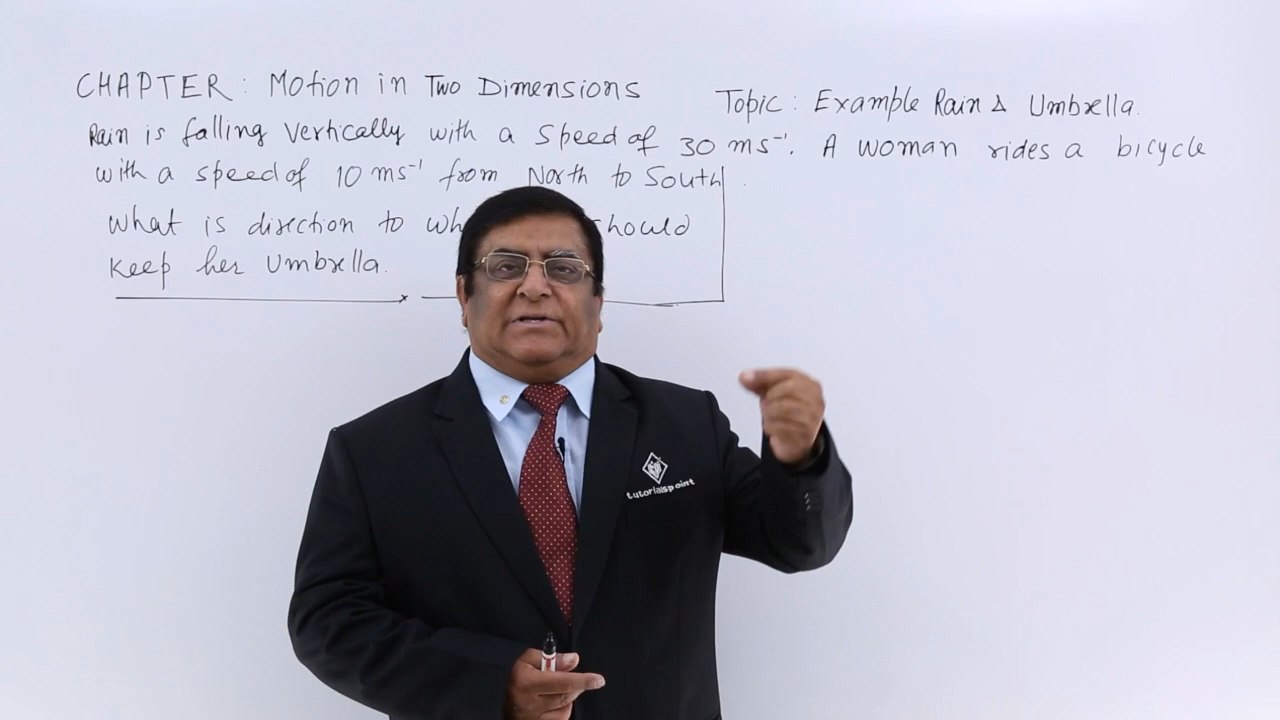 CHAPTER: Motion in Two Dimensions
Topic: Example Rain & Umbrella.
Rain is falling Vertically with a Speed of 30 ms⁻¹. A woman rides a bicycle
with a speed of 10 ms⁻¹ from North to South.
What is direction to
Keep her Umbrella.
tutorialspoint